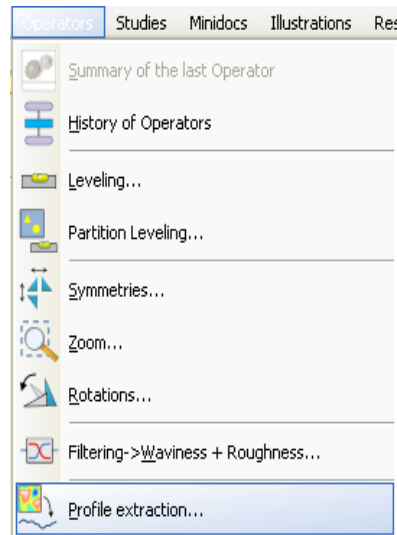 Operators Studies Minidocs Illustrations Res
Summary of the last Operator
History of Operators
Leveling...
Partition Leveling...
Symmetries...
Zoom...
Rotations...
Filtering->Waviness + Roughness...
Profile extraction...